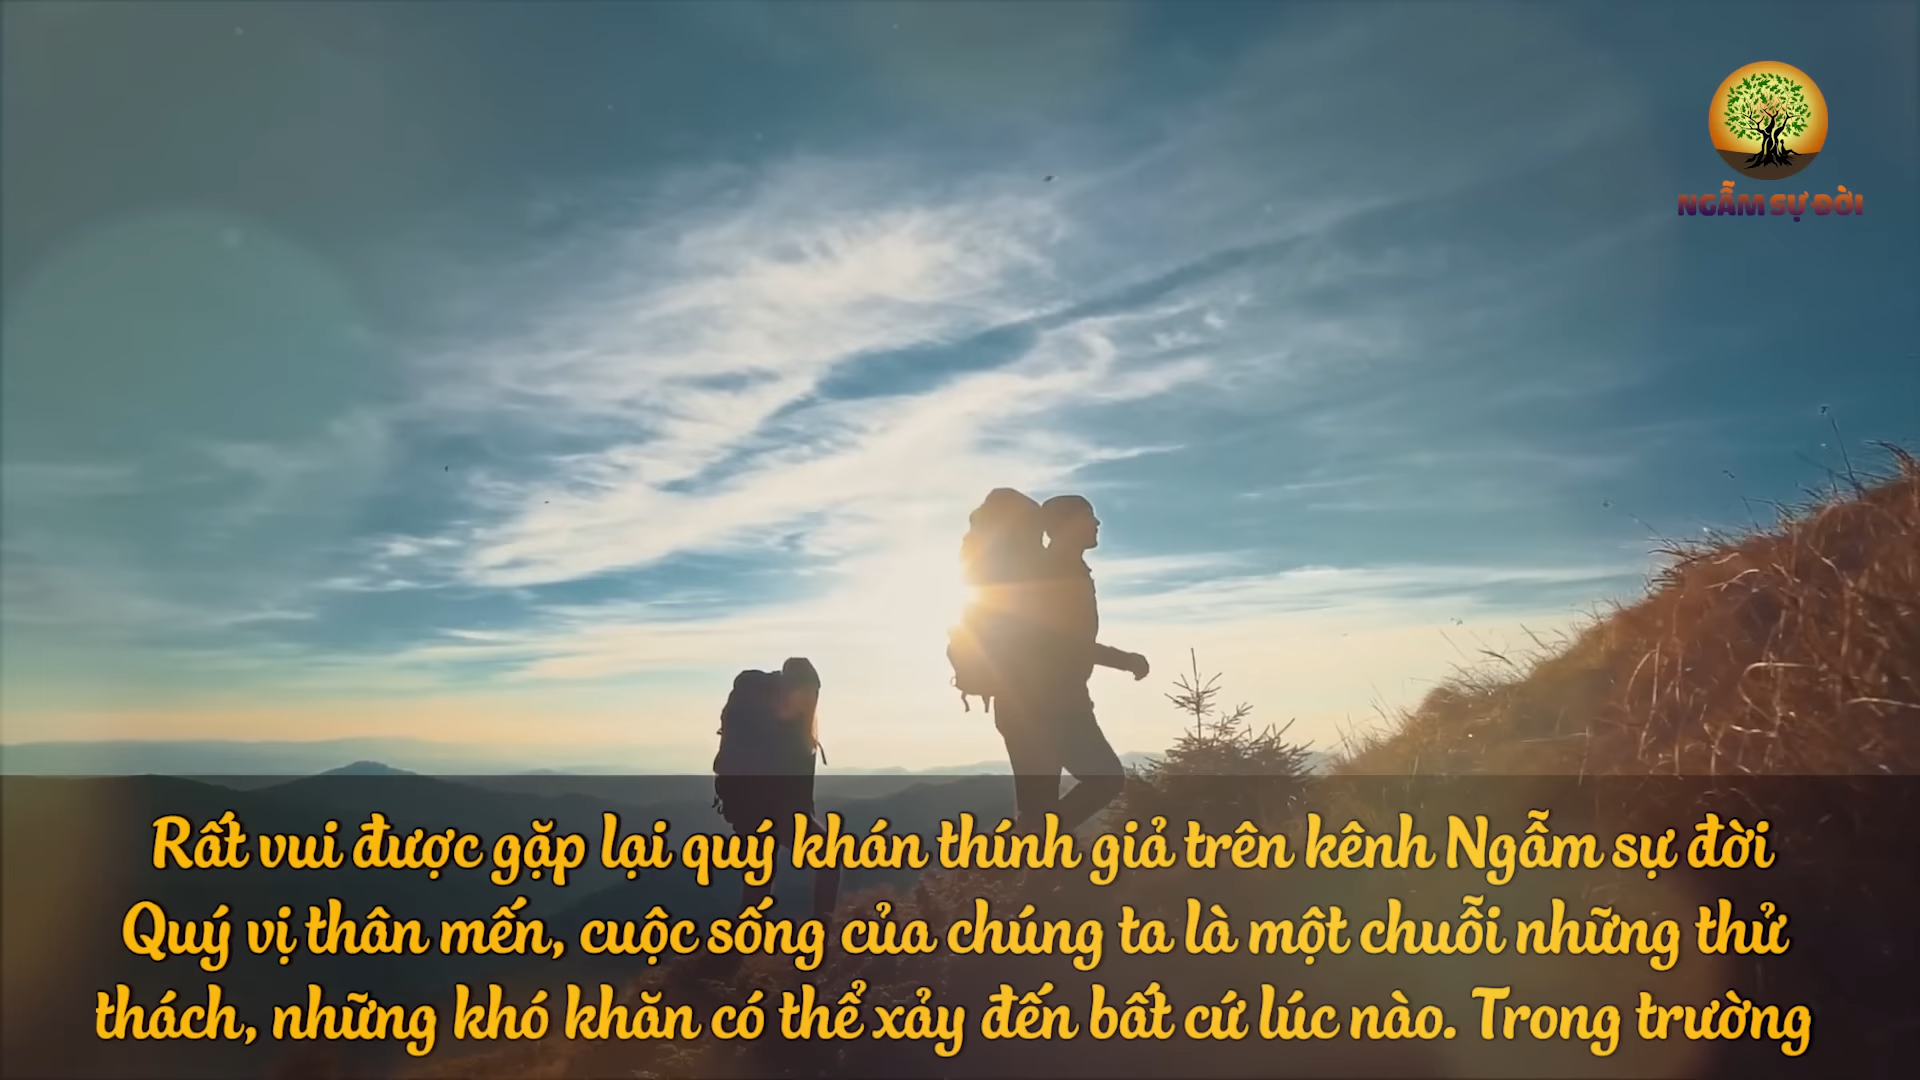 NGẪM SỰ ĐỜI
Rất vui được gặp lại quý khán thính giả trên kênh Ngẫm sự đời
Quý vị thân mến, cuộc sống của chúng ta là một chuỗi những thử
thách, những khó khăn có thể xảy đến bất cứ lúc nào. Trong trường